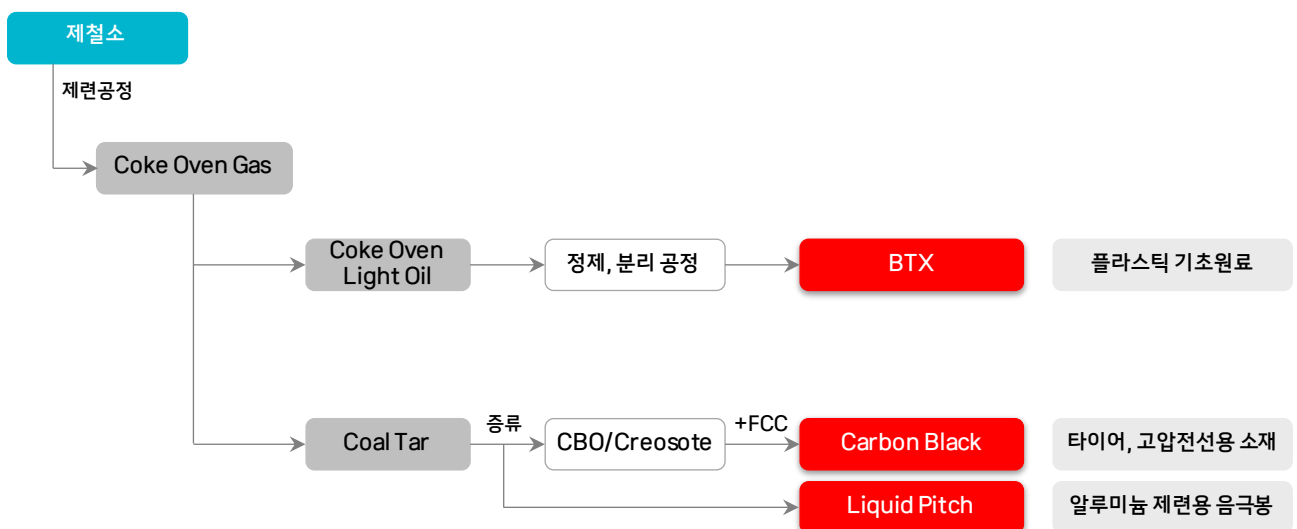 제철소
제련공정
Coke Oven Gas
Coke Oven
Light Oil
정제, 분리 공정
BTX
플라스틱 기초원료
Coal Tar
증류
CBO/Creosote
+FCC
Carbon Black
타이어, 고압전선용 소재
Liquid Pitch
알루미늄 제련용 음극봉